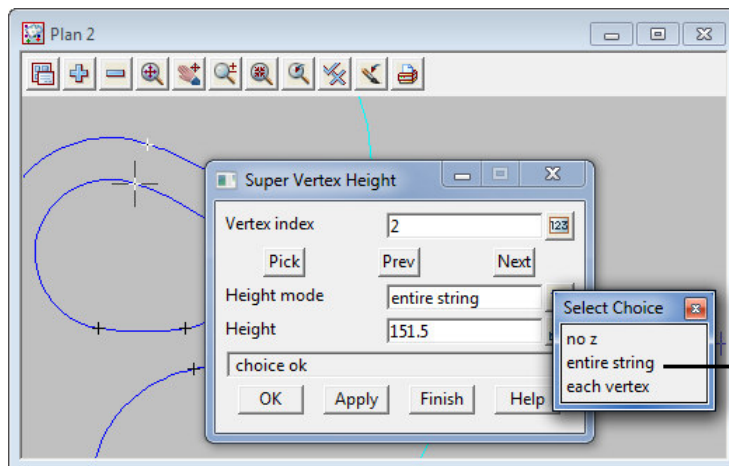 Plan 2
Super Vertex Height
Vertex index 2 123
Pick Prev Next
Height mode entire string
Height 151.5
choice ok
OK Apply Finish Help
Select Choice
no z
entire string
each vertex